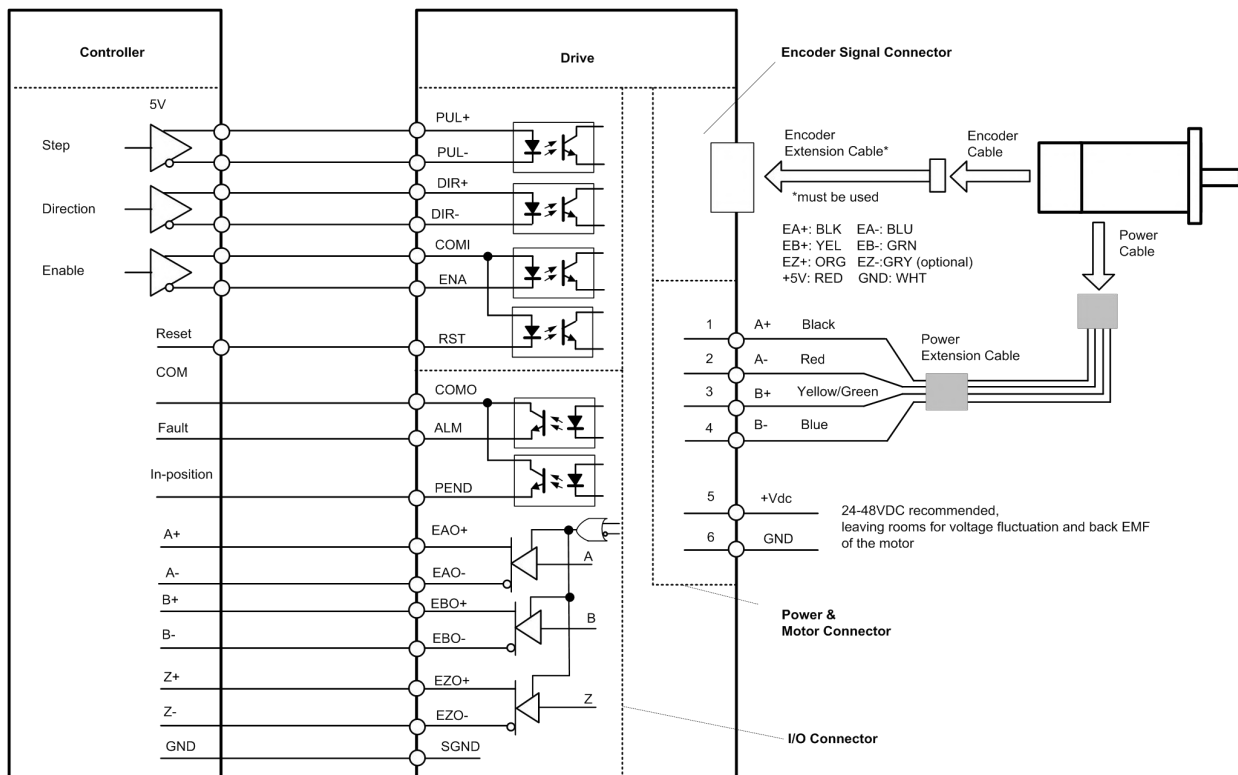 Controller
Drive
Encoder Signal Connector
5V
Step
PUL+
PUL-
Direction
DIR+
DIR-
Enable
COMI
ENA
Reset
RST
COM
COMO
Fault
ALM
In-position
PEND
A+
EAO+
A
A-
EAO-
B+
EBO+
B
B-
EBO-
Z+
EZO+
Z
Z-
EZO-
GND
SGND
Encoder
Extension Cable*
*must be used
Encoder
Cable
EA+: BLK EA-: BLU
EB+: YEL EB-: GRN
EZ+: ORG EZ-:GRY (optional)
+5V: RED GND: WHT
Power
Cable
1 A+ Black
2 A- Red
3 B+ Yellow/Green
4 B- Blue
Power
Extension Cable
5 +Vdc
6 GND
24-48VDC recommended,
leaving rooms for voltage fluctuation and back EMF
of the motor
Power &
Motor Connector
I/O Connector